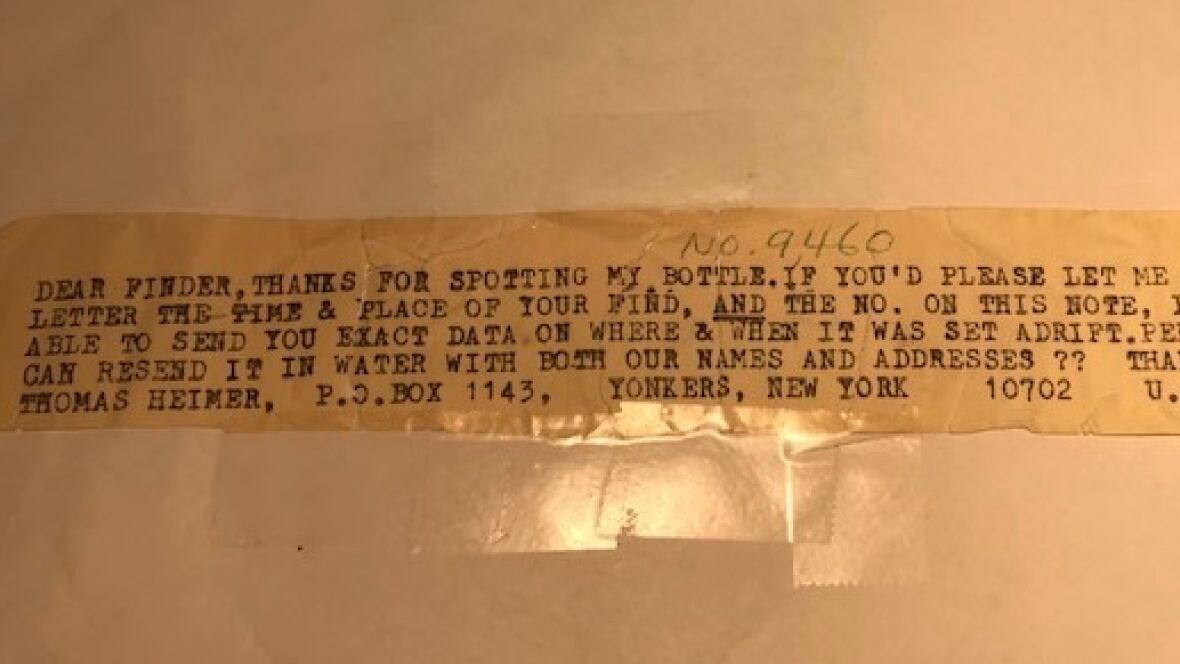 No. 9460
DEAR FINDER,THANKS FOR SPOTTING MY BOTTLE.IF YOU'D PLEASE LET ME
LETTER THE TIME & PLACE OF YOUR FIND, AND THE NO. ON THIS NOTE,
ABLE TO SEND YOU EXACT DATA ON WHERE & WHEN IT WAS SET ADRIFT.
CAN RESEND IT IN WATER WITH BOTH OUR NAMES AND ADDRESSES ??
THOMAS HEIMER, P.O.BOX 1143, YONKERS, NEW YORK 10702 U.